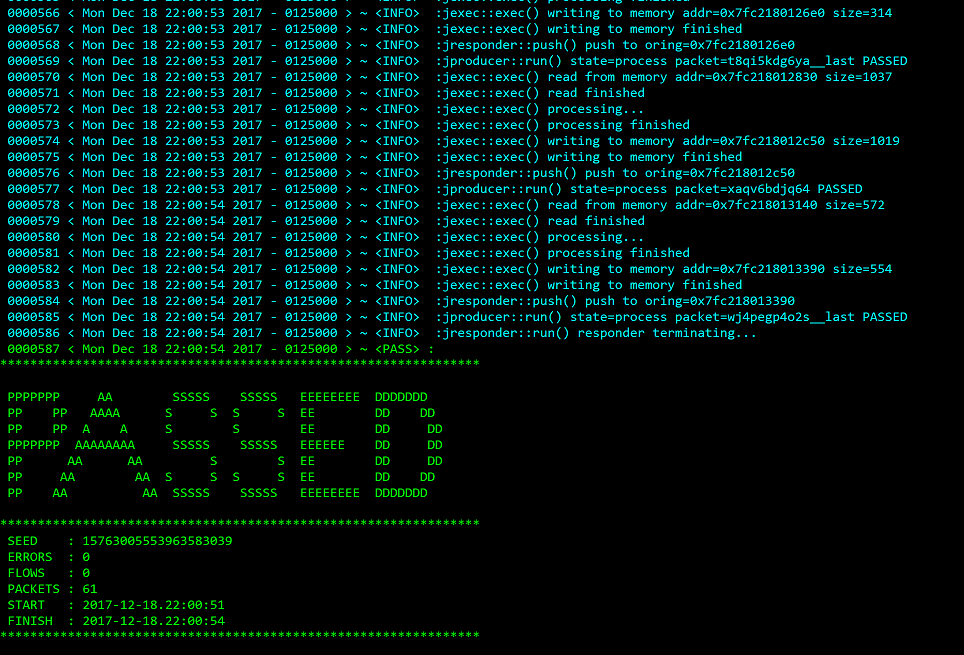 0000566 < Mon Dec 18 22:00:53 2017 - 0125000 > ~ <INFO>  :jexec::exec() writing to memory addr=0x7fc2180126e0 size=314
0000567 < Mon Dec 18 22:00:53 2017 - 0125000 > ~ <INFO>  :jexec::exec() writing to memory finished
0000568 < Mon Dec 18 22:00:53 2017 - 0125000 > ~ <INFO>  :jresponder::push() push to oring=0x7fc2180126e0
0000569 < Mon Dec 18 22:00:53 2017 - 0125000 > ~ <INFO>  :jproducer::run() state=process packet=t8qi5kdg6ya__last PASSED
0000570 < Mon Dec 18 22:00:53 2017 - 0125000 > ~ <INFO>  :jexec::exec() read from memory addr=0x7fc218012830 size=1037
0000571 < Mon Dec 18 22:00:53 2017 - 0125000 > ~ <INFO>  :jexec::exec() read finished
0000572 < Mon Dec 18 22:00:53 2017 - 0125000 > ~ <INFO>  :jexec::exec() processing...
0000573 < Mon Dec 18 22:00:53 2017 - 0125000 > ~ <INFO>  :jexec::exec() processing finished
0000574 < Mon Dec 18 22:00:53 2017 - 0125000 > ~ <INFO>  :jexec::exec() writing to memory addr=0x7fc218012c50 size=1019
0000575 < Mon Dec 18 22:00:53 2017 - 0125000 > ~ <INFO>  :jexec::exec() writing to memory finished
0000576 < Mon Dec 18 22:00:53 2017 - 0125000 > ~ <INFO>  :jresponder::push() push to oring=0x7fc218012c50
0000577 < Mon Dec 18 22:00:53 2017 - 0125000 > ~ <INFO>  :jproducer::run() state=process packet=xaqv6bdjq64 PASSED
0000578 < Mon Dec 18 22:00:54 2017 - 0125000 > ~ <INFO>  :jexec::exec() read from memory addr=0x7fc218013140 size=572
0000579 < Mon Dec 18 22:00:54 2017 - 0125000 > ~ <INFO>  :jexec::exec() read finished
0000580 < Mon Dec 18 22:00:54 2017 - 0125000 > ~ <INFO>  :jexec::exec() processing...
0000581 < Mon Dec 18 22:00:54 2017 - 0125000 > ~ <INFO>  :jexec::exec() processing finished
0000582 < Mon Dec 18 22:00:54 2017 - 0125000 > ~ <INFO>  :jexec::exec() writing to memory addr=0x7fc218013390 size=554
0000583 < Mon Dec 18 22:00:54 2017 - 0125000 > ~ <INFO>  :jexec::exec() writing to memory finished
0000584 < Mon Dec 18 22:00:54 2017 - 0125000 > ~ <INFO>  :jresponder::push() push to oring=0x7fc218013390
0000585 < Mon Dec 18 22:00:54 2017 - 0125000 > ~ <INFO>  :jproducer::run() state=process packet=wj4pegp4o2s__last PASSED
0000586 < Mon Dec 18 22:00:54 2017 - 0125000 > ~ <INFO>  :jresponder::run() responder terminating...
0000587 < Mon Dec 18 22:00:54 2017 - 0125000 > ~ <PASS> :
****************************************************************
PPPPPPP     AA        SSSSS    SSSSS   EEEEEEEE  DDDDDDD
PP    PP   AAAA      S     S  S     S  EE        DD    DD
PP    PP  A    A     S        S        EE        DD     DD
PPPPPPP  AAAAAAAA     SSSSS    SSSSS   EEEEEE    DD     DD
PP      AA      AA         S        S  EE        DD     DD
PP     AA        AA  S     S  S     S  EE        DD    DD
PP    AA          AA  SSSSS    SSSSS   EEEEEEEE  DDDDDDD
****************************************************************
SEED    : 15763005553963583039
ERRORS  : 0
FLOWS   : 0
PACKETS : 61
START   : 2017-12-18.22:00:51
FINISH  : 2017-12-18.22:00:54
****************************************************************